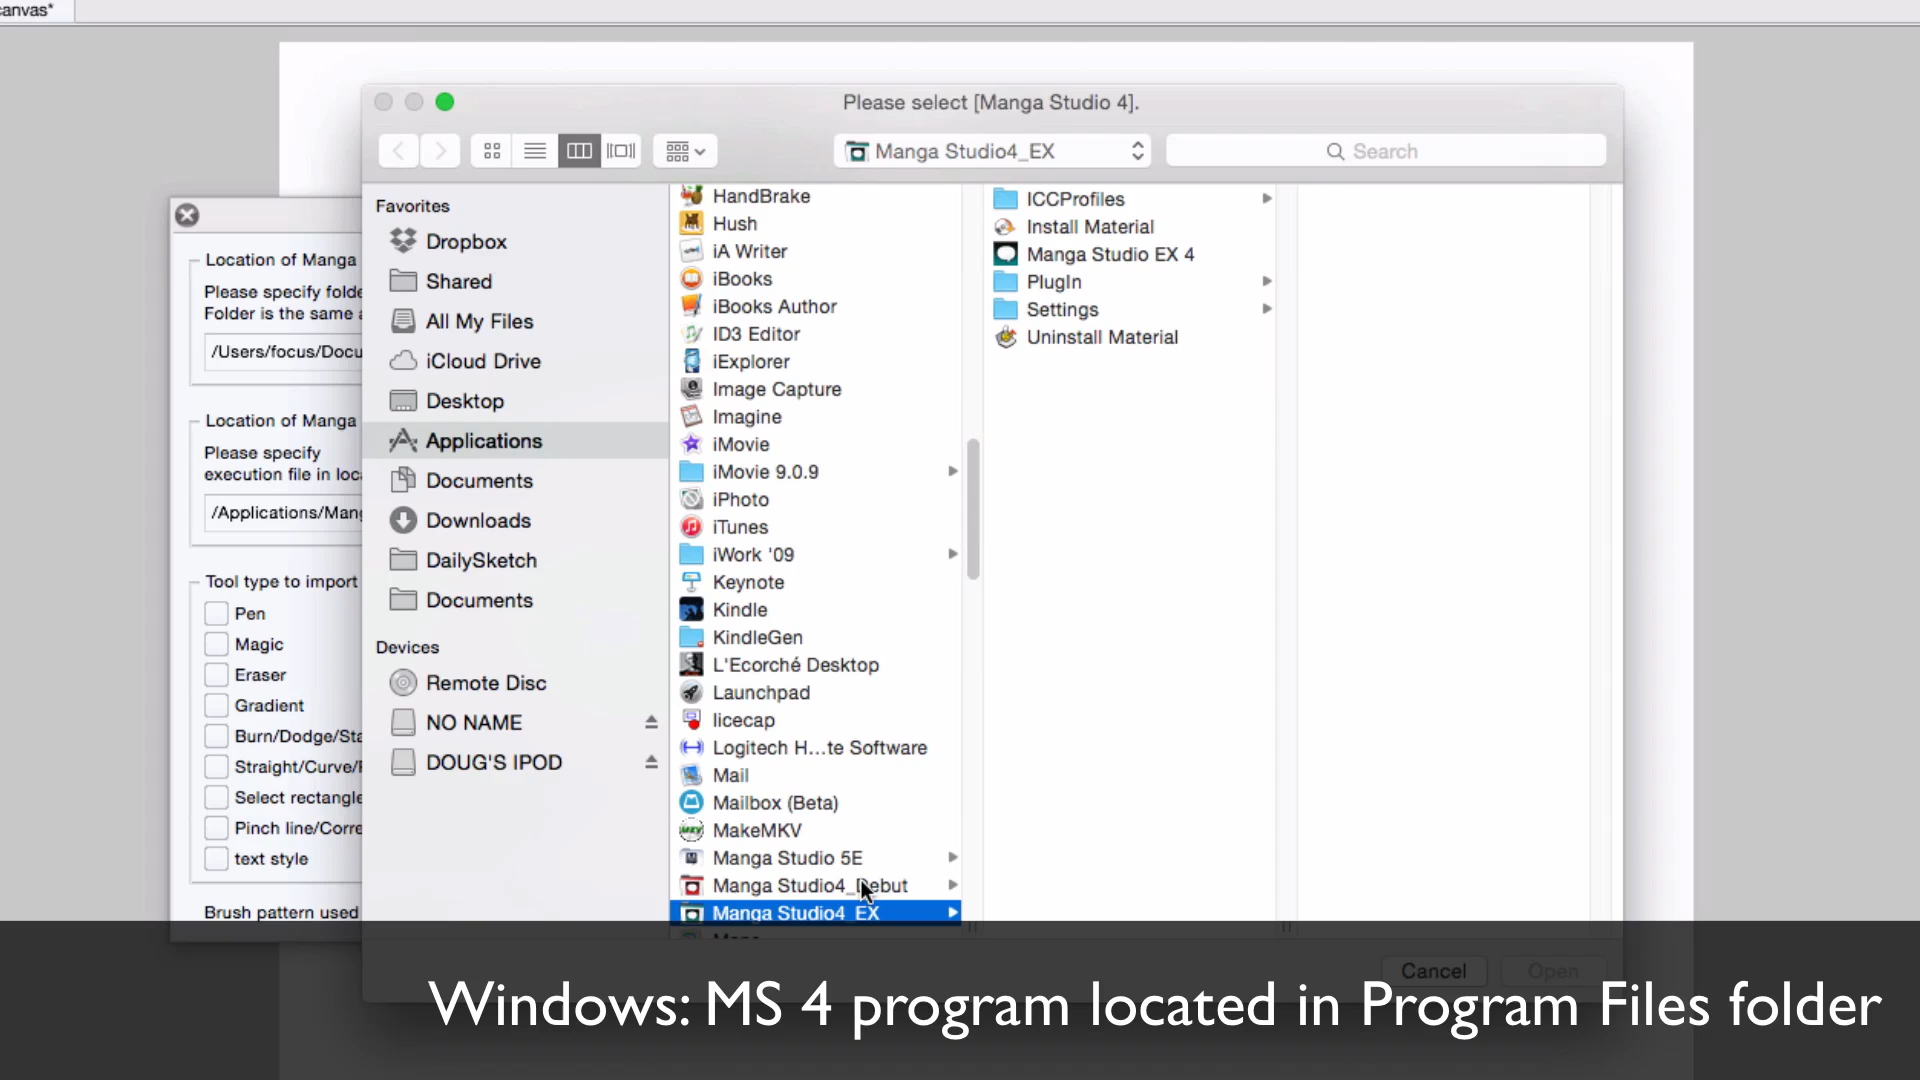 canvas*
Please select [Manga Studio 4].
Manga Studio4_EX
Search
Location of Manga
Please specify folde
Folder is the same a
/Users/focus/Docu
Location of Manga
Please specify
execution file in loc
/Applications/Mang
Tool type to import
Pen
Magic
Eraser
Gradient
Burn/Dodge/Sta
Straight/Curve/
Select rectangle
Pinch line/Corre
text style
Brush pattern used
Favorites
Dropbox
Shared
All My Files
iCloud Drive
Desktop
Applications
Documents
Downloads
DailySketch
Documents
Devices
Remote Disc
NO NAME
DOUG'S IPOD
HandBrake
Hush
iA Writer
iBooks
iBooks Author
ID3 Editor
iExplorer
Image Capture
Imagine
iMovie
iMovie 9.0.9
iPhoto
iTunes
iWork '09
Keynote
Kindle
KindleGen
L'Ecorché Desktop
Launchpad
licecap
Logitech H...te Software
Mail
Mailbox (Beta)
MakeMKV
Manga Studio 5E
Manga Studio4_Debut
Manga Studio4_EX
ICCProfiles
Install Material
Manga Studio EX 4
PlugIn
Settings
Uninstall Material
Cancel
Open
Windows: MS 4 program located in Program Files folder